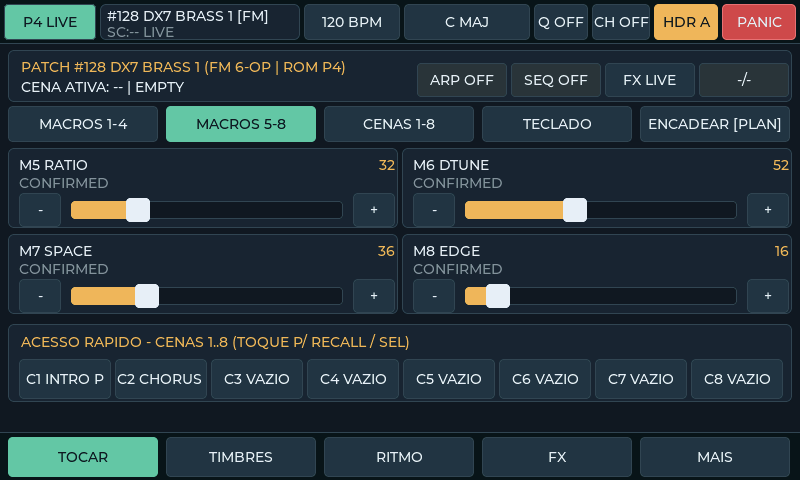 P4 LIVE
#128 DX7 BRASS 1 [FM]
SC:-- LIVE
120 BPM
C MAJ
Q OFF
CH OFF
HDR A
PANIC
PATCH #128 DX7 BRASS 1 (FM 6-OP | ROM P4)
CENA ATIVA: -- | EMPTY
ARP OFF
SEQ OFF
FX LIVE
-/-
MACROS 1-4
MACROS 5-8
CENAS 1-8
TECLADO
ENCADEAR [PLAN]
M5 RATIO
32
CONFIRMED
-
+
M6 DTUNE
52
CONFIRMED
-
+
M7 SPACE
36
CONFIRMED
-
+
M8 EDGE
16
CONFIRMED
-
+
ACESSO RAPIDO - CENAS 1..8 (TOQUE P/ RECALL / SEL)
C1 INTRO P
C2 CHORUS
C3 VAZIO
C4 VAZIO
C5 VAZIO
C6 VAZIO
C7 VAZIO
C8 VAZIO
TOCAR
TIMBRES
RITMO
FX
MAIS